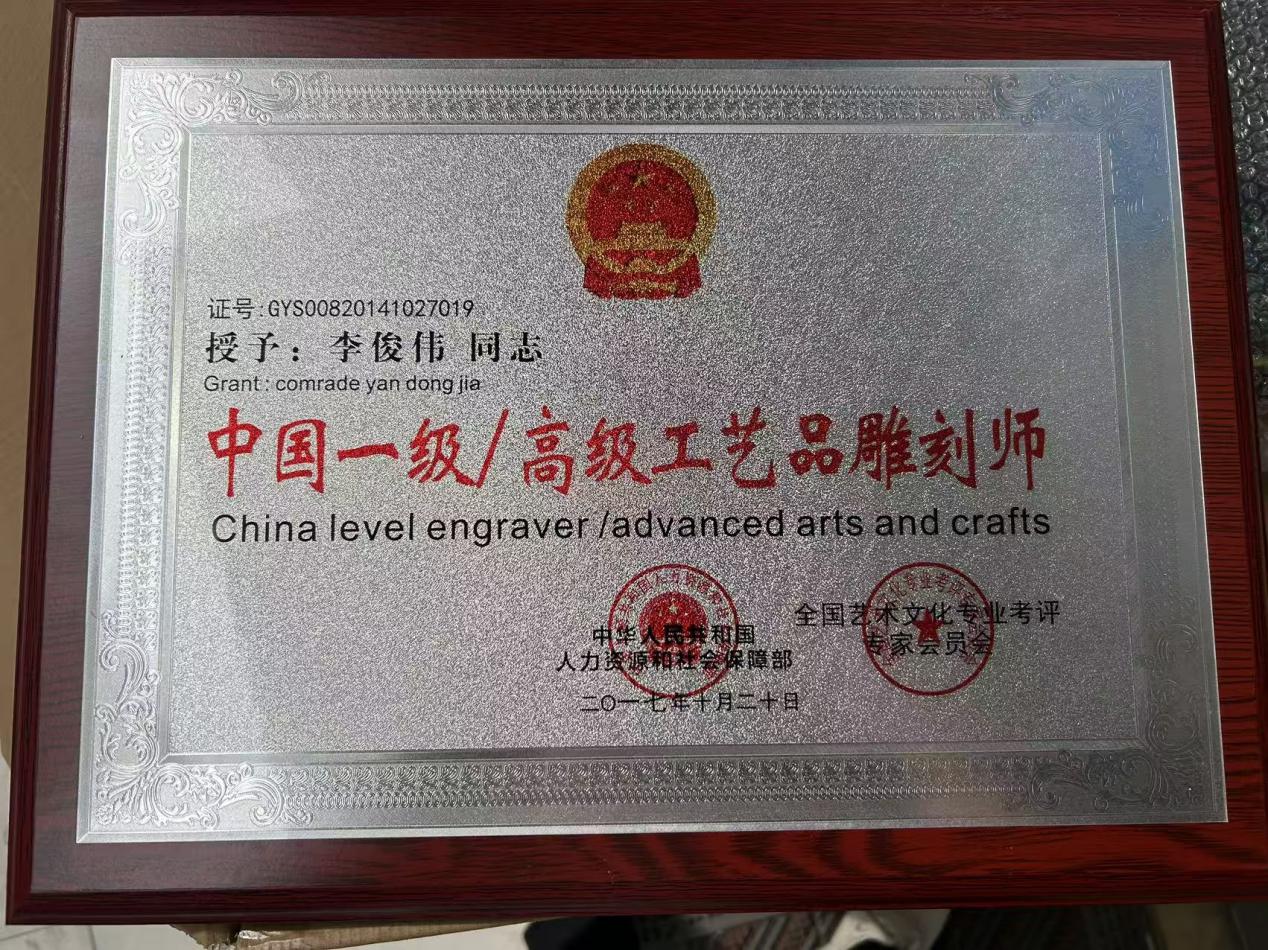 证号:GYS00820141027019
授予：李俊伟 同志
Grant : comrade yan dong jia
中国一级/高级工艺品雕刻师
China level engraver /advanced arts and crafts
中华人民共和国
人力资源和社会保障部
二〇一七年十月二十日
全国艺术文化专业考评
专家会员会